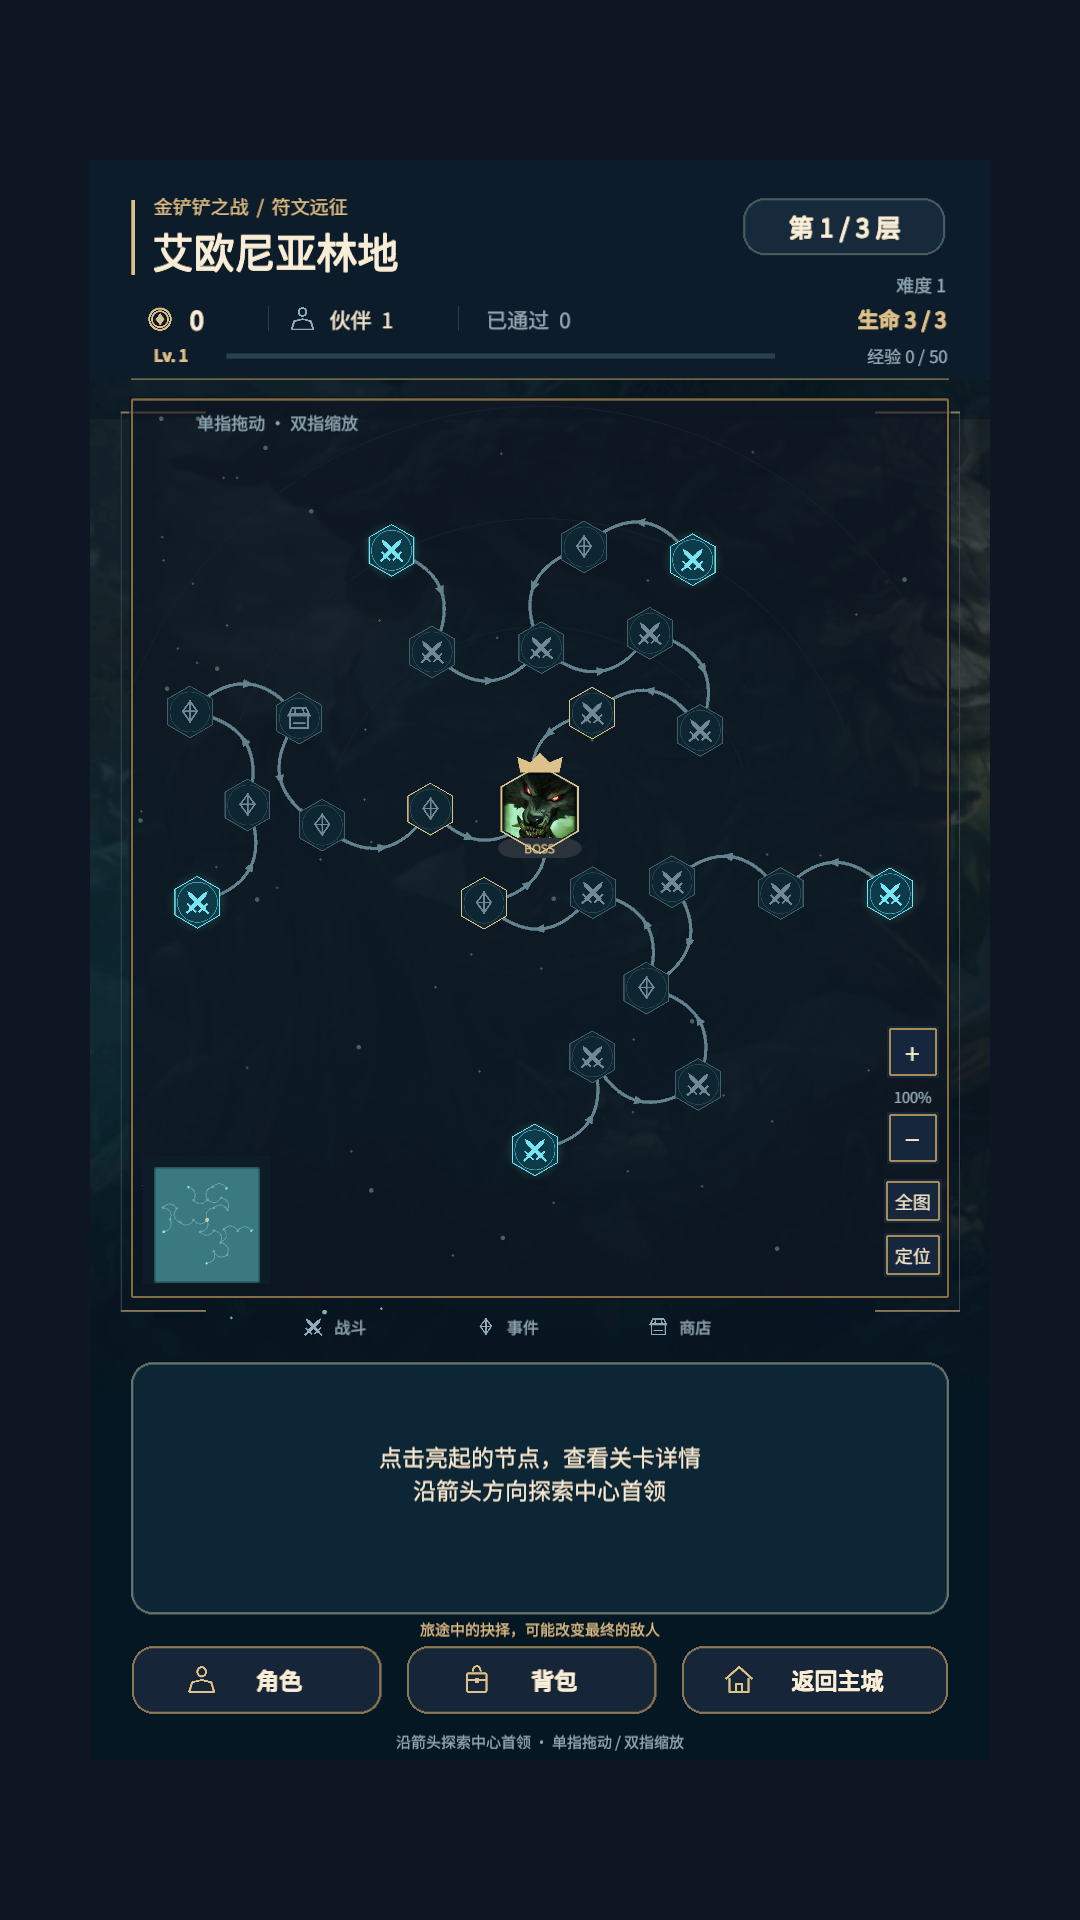 金铲铲之战 / 符文远征
艾欧尼亚林地
第 1 / 3 层
难度 1
0
伙伴 1
已通过 0
生命 3 / 3
Lv. 1
经验 0 / 50
单指拖动 · 双指缩放
BOSS
+
100%
−
全图
定位
战斗
事件
商店
点击亮起的节点，查看关卡详情
沿箭头方向探索中心首领
旅途中的抉择，可能改变最终的敌人
角色
背包
返回主城
沿箭头探索中心首领 · 单指拖动 / 双指缩放